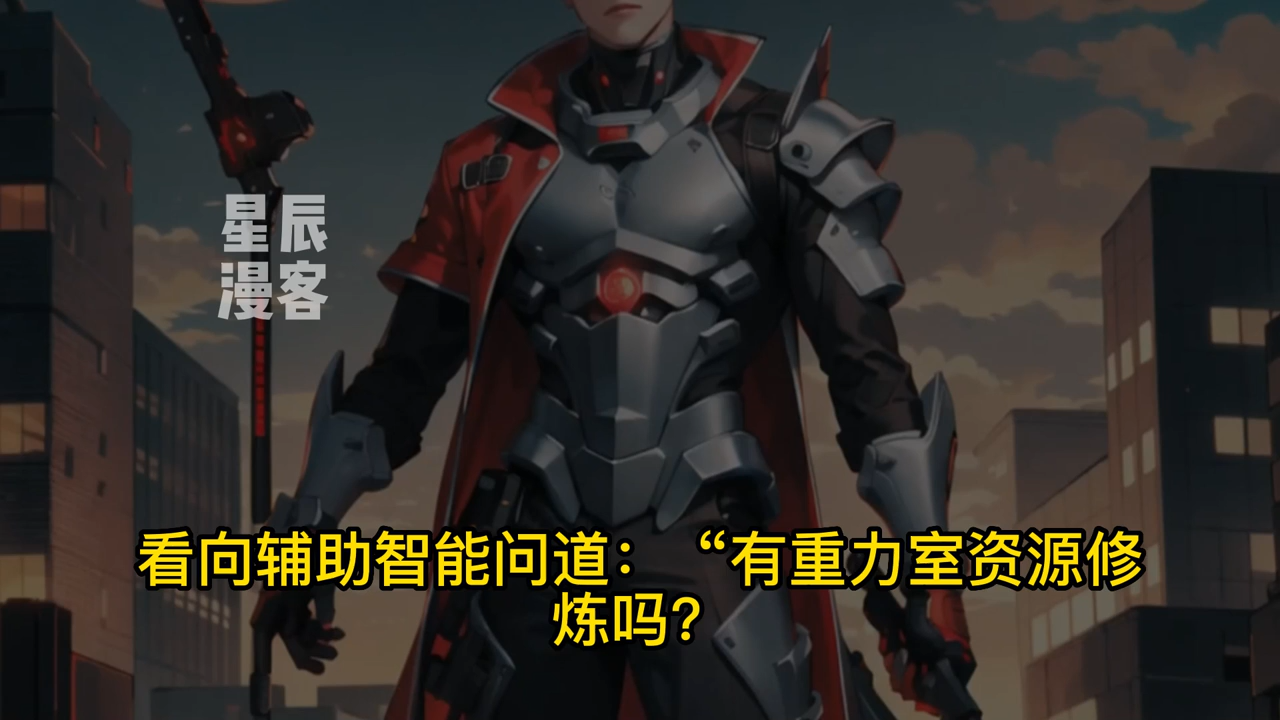 星辰
漫客
看向辅助智能问道：“有重力室资源修
炼吗？